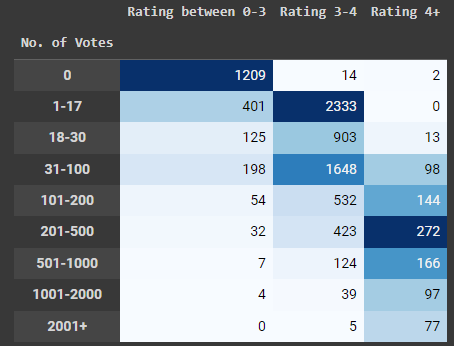 Rating between 0-3 Rating 3-4 Rating 4+
No. of Votes
0 1209 14 2
1-17 401 2333 0
18-30 125 903 13
31-100 198 1648 98
101-200 54 532 144
201-500 32 423 272
501-1000 7 124 166
1001-2000 4 39 97
2001+ 0 5 77